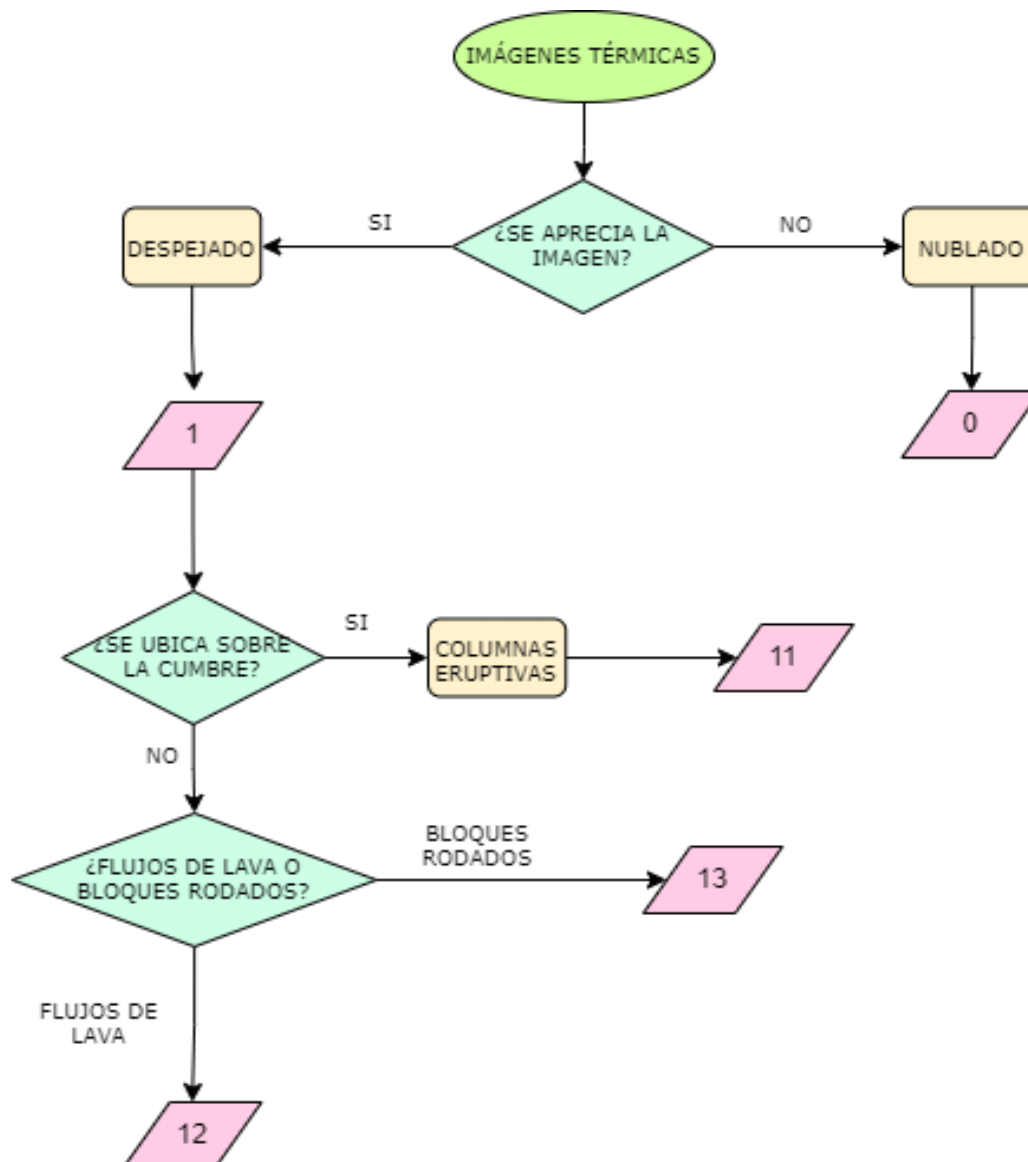 IMÁGENES TÉRMICAS
¿SE APRECIA LA
IMAGEN?
SI
NO
DESPEJADO
NUBLADO
1
0
¿SE UBICA SOBRE
LA CUMBRE?
SI
COLUMNAS
ERUPTIVAS
11
NO
¿FLUJOS DE LAVA O
BLOQUES RODADOS?
BLOQUES
RODADOS
13
FLUJOS DE
LAVA
12